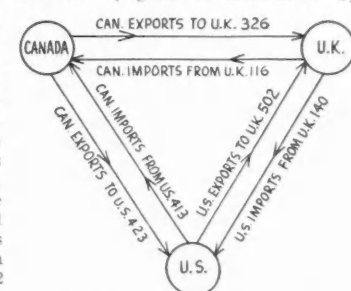 CAN. EXPORTS TO U.K. 326
CANADA
U.K.
CAN. IMPORTS FROM U.K. 116
CAN. EXPORTS TO U.S. 423
CAN. IMPORTS FROM US. 413
U.S. EXPORTS TO U.K. 502
U.S. IMPORTS FROM U.K. 140
U.S.